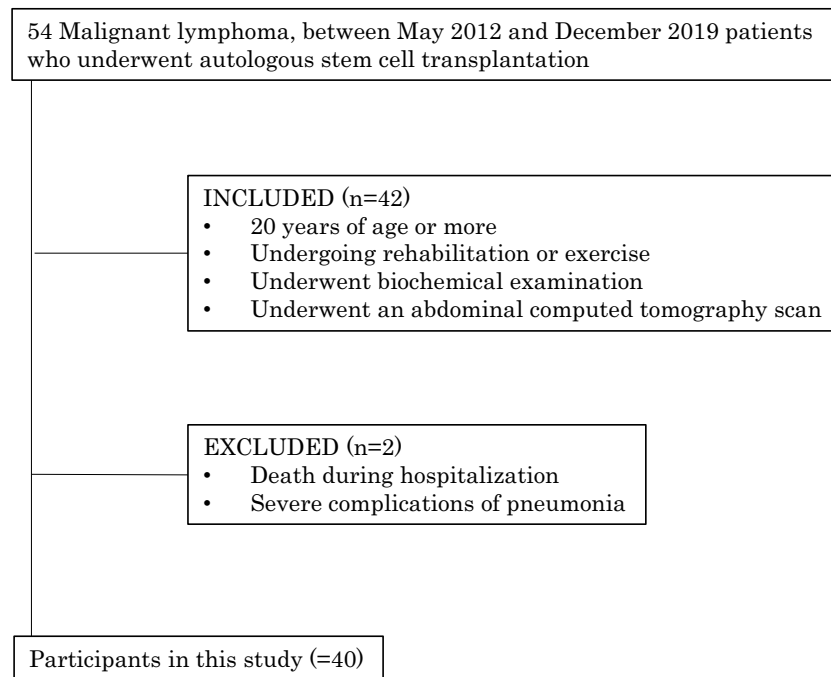 54 Malignant lymphoma, between May 2012 and December 2019 patients
who underwent autologous stem cell transplantation
INCLUDED (n=42)
• 20 years of age or more
• Undergoing rehabilitation or exercise
• Underwent biochemical examination
• Underwent an abdominal computed tomography scan
EXCLUDED (n=2)
• Death during hospitalization
• Severe complications of pneumonia
Participants in this study (=40)